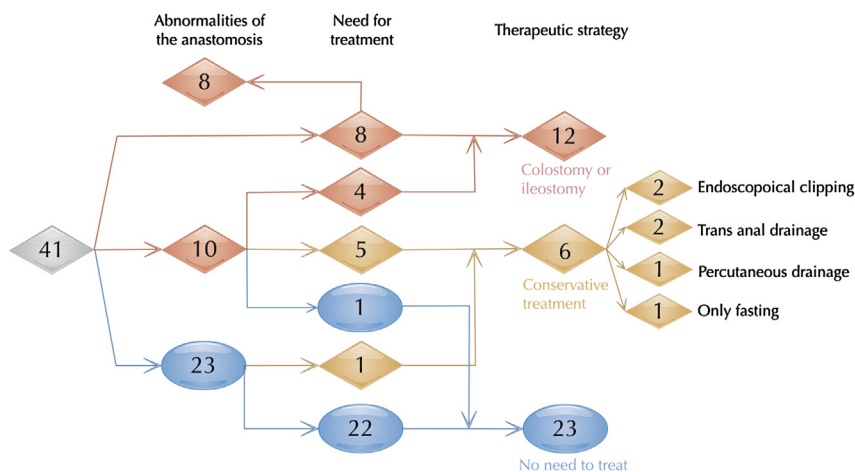 Abnormalities of
the anastomosis
Need for
treatment
Therapeutic strategy
8
8
12
Colostomy or
ileostomy
4
2
Endoscopoical clipping
2
Trans anal drainage
41
10
5
6
Conservative
treatment
1
Percutaneous drainage
1
Only fasting
1
23
1
22
23
No need to treat